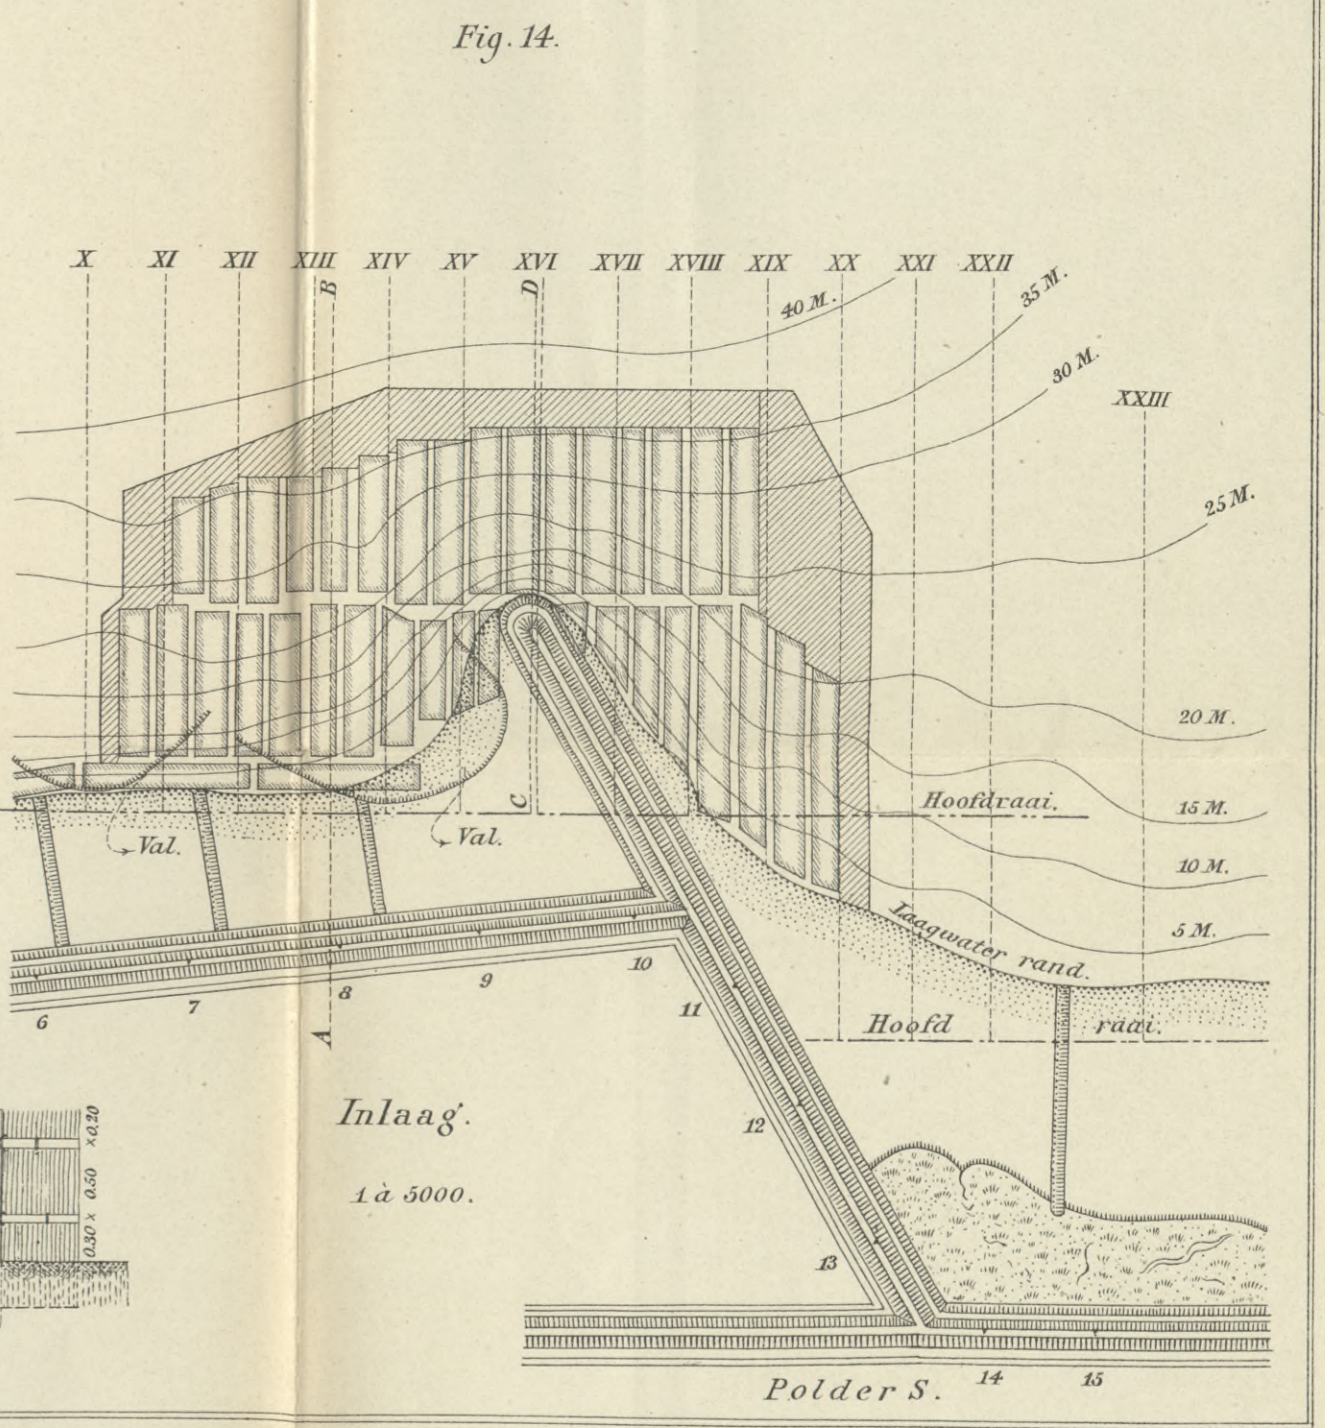 Fig. 14.
X XI XII XIII XIV XV XVI XVII XVIII XIX XX XXI XXII
B D
40 M.
35 M.
30 M.
XXIII
25 M.
20 M.
15 M.
10 M.
5 M.
Hoofdraai.
C
Val. Val.
Laagwater rand.
Hoofd raai.
6 7 8 9 10 11
A
Inlaag.
1 à 5000.
12
13
0.30 x 0.50 x 0.20
Polder S. 14 15